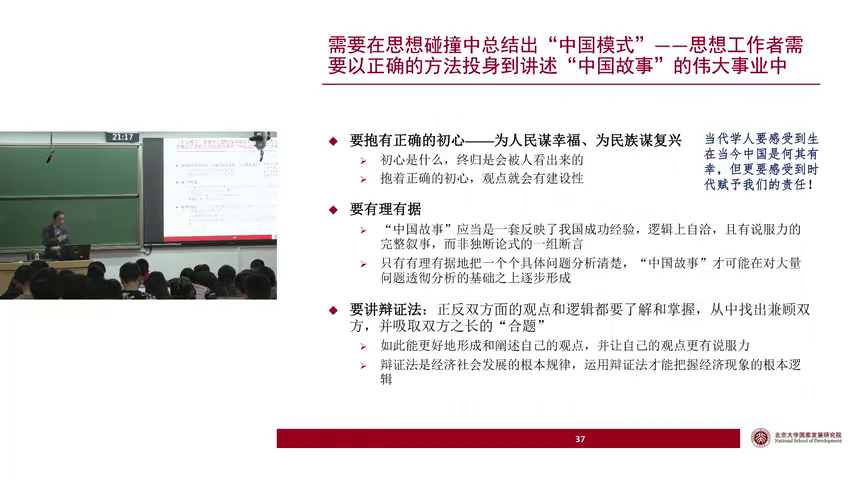 需要在思想碰撞中总结出“中国模式”——思想工作者需
要以正确的方法投身到讲述“中国故事”的伟大事业中
要抱有正确的初心——为人民谋幸福、为民族谋复兴
初心是什么，终归是会被人看出来的
抱着正确的初心，观点就会有建设性
当代学人要感受到生
在当今中国是何其有
幸，但更要感受到时
代赋予我们的责任！
要有理有据
“中国故事”应当是一套反映了我国成功经验，逻辑上自洽，且有说服力的
完整叙事，而非独断论式的一组断言
只有有理有据地把一个个具体问题分析清楚，“中国故事”才可能在对大量
问题透彻分析的基础之上逐步形成
要讲辩证法：正反双方面的观点和逻辑都要了解和掌握，从中找出兼顾双
方，并吸取双方之长的“合题”
如此能更好地形成和阐述自己的观点，并让自己的观点更有说服力
辩证法是经济社会发展的根本规律，运用辩证法才能把握经济现象的根本逻
辑
21:17
37
北京大学国家发展研究院
National School of Development